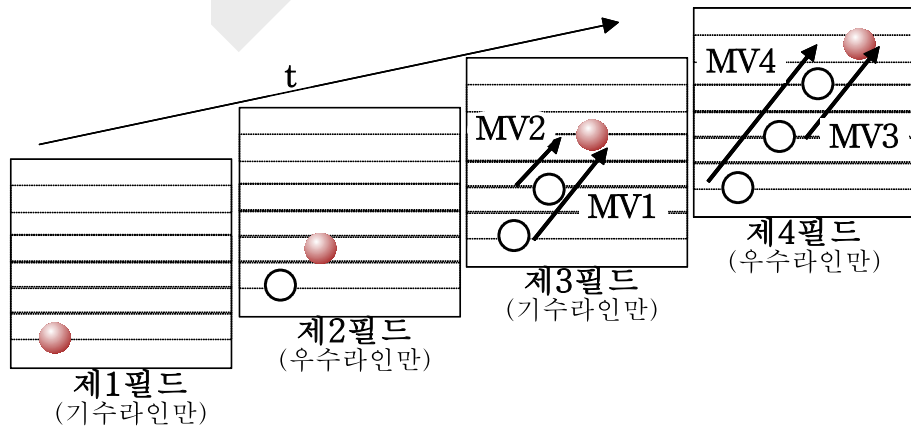 t
MV4
MV3
MV2
MV1
제1필드
(기수라인만)
제2필드
(우수라인만)
제3필드
(기수라인만)
제4필드
(우수라인만)